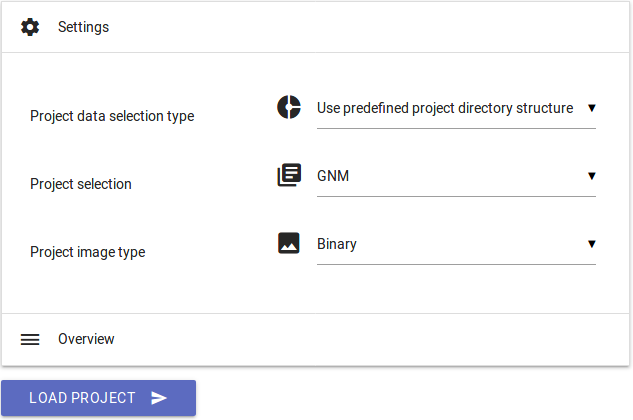 Settings
Project data selection type
Use predefined project directory structure
Project selection
GNM
Project image type
Binary
Overview
LOAD PROJECT